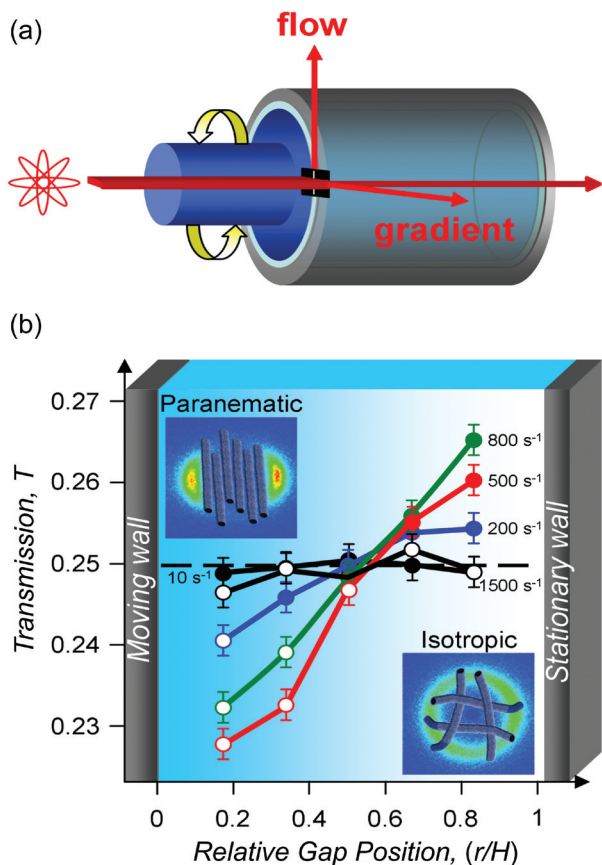 (a)
flow
gradient
(b)
Transmission, T
0.27
0.26
0.25
0.24
0.23
Moving wall
Paranematic
800 s⁻¹
500 s⁻¹
200 s⁻¹
10 s⁻¹
1500 s⁻¹
Isotropic
Stationary wall
0
0.2
0.4
0.6
0.8
1
Relative Gap Position, (r/H)